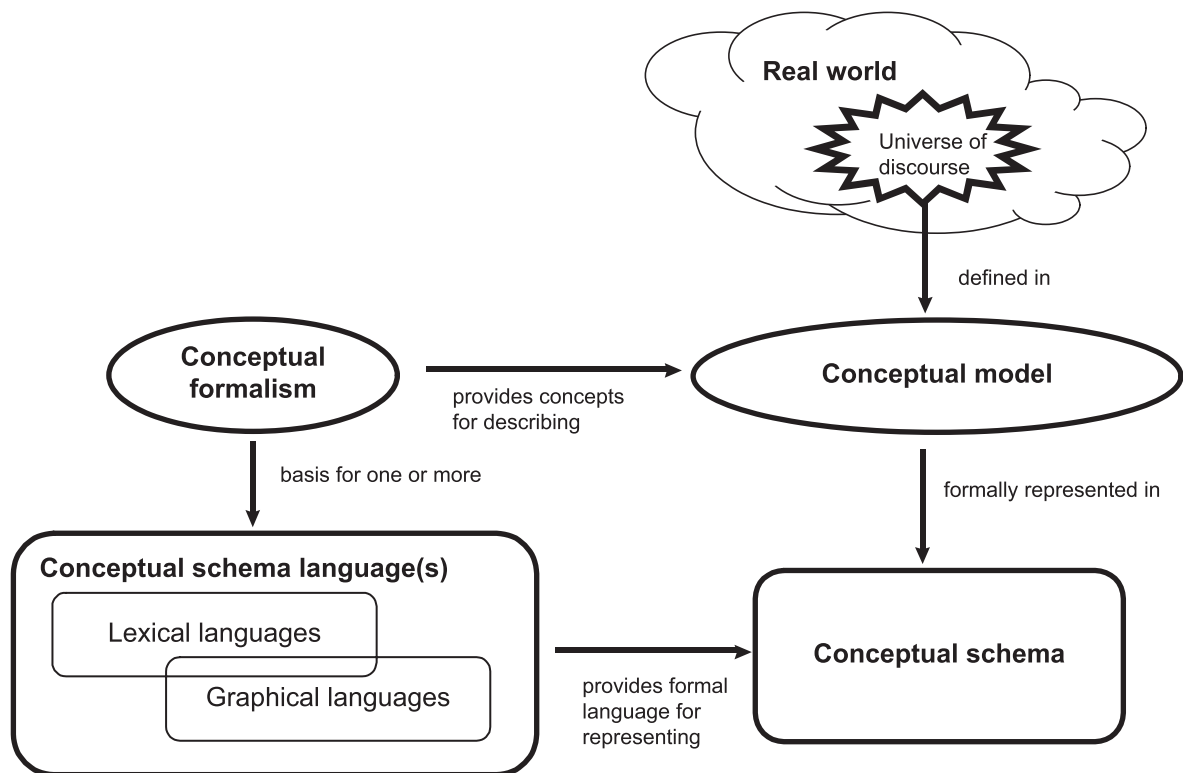 Real world
Universe of
discourse
defined in
Conceptual
formalism
provides concepts
for describing
Conceptual model
basis for one or more
formally represented in
Conceptual schema language(s)
Lexical languages
Graphical languages
provides formal
language for
representing
Conceptual schema